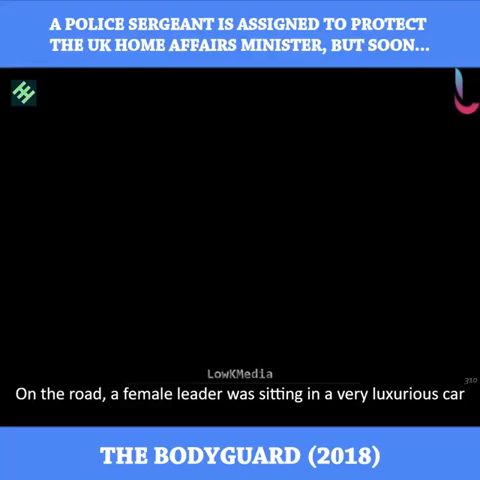 A POLICE SERGEANT IS ASSIGNED TO PROTECT
THE UK HOME AFFAIRS MINISTER, BUT SOON...
LowKMedia
310
On the road, a female leader was sitting in a very luxurious car
THE BODYGUARD (2018)